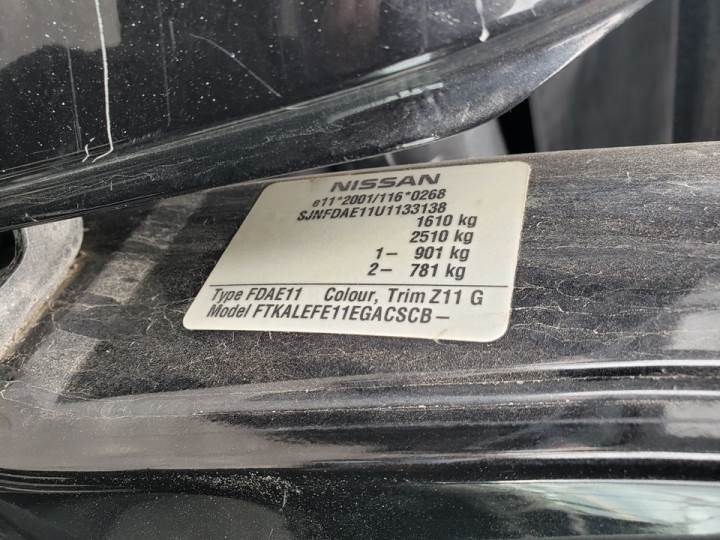 NISSAN
e11*2001/116*0268
SJNFDAE11U1133138
1610 kg
2510 kg
1– 901 kg
2– 781 kg
Type FDAE11 Colour, Trim Z11 G
Model FTKALEFE11EGACSCB–